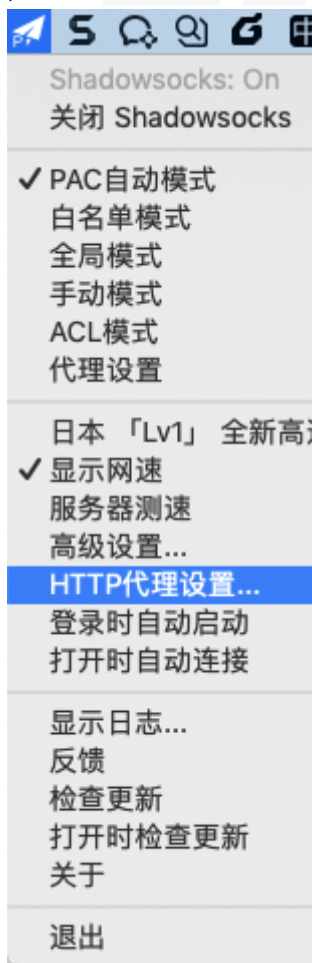 Shadowsocks: On
关闭 Shadowsocks
PAC自动模式
白名单模式
全局模式
手动模式
ACL模式
代理设置
日本 「Lv1」 全新高
显示网速
服务器测速
高级设置...
HTTP代理设置...
登录时自动启动
打开时自动连接
显示日志...
反馈
检查更新
打开时检查更新
关于
退出